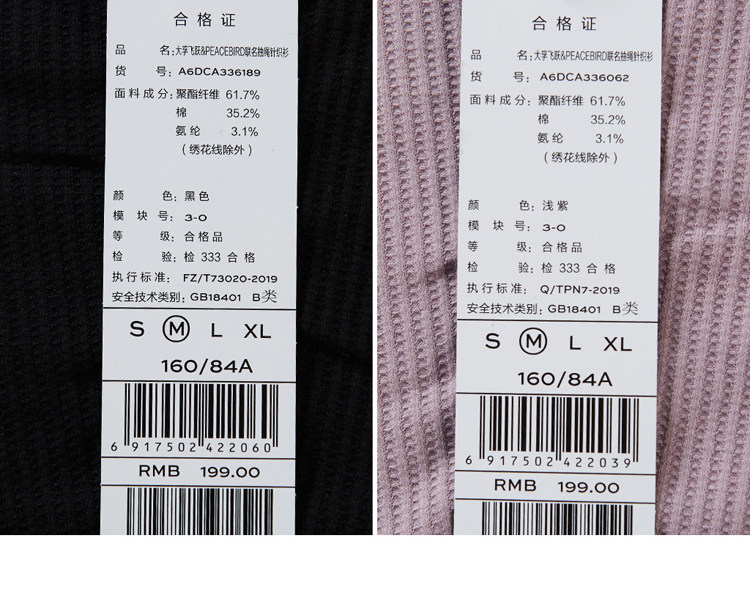 合格证
品 名:大孚飞跃&PEACEBIRD联名抽绳针织衫
货 号: A6DCA336189
面料成分: 聚酯纤维 61.7%
棉 35.2%
氨纶 3.1%
(绣花线除外)
颜 色: 黑色
模 块 号: 3-0
等 级: 合格品
检 验: 检 333 合格
执行标准: FZ/T73020-2019
安全技术类别: GB18401 B类
S M L XL
160/84A
6 917502 422060
RMB 199.00
合格证
品 名:大孚飞跃&PEACEBIRD联名抽绳针织衫
货 号: A6DCA336062
面料成分: 聚酯纤维 61.7%
棉 35.2%
氨纶 3.1%
(绣花线除外)
颜 色: 浅紫
模 块 号: 3-0
等 级: 合格品
检 验: 检 333 合格
执行标准: Q/TPN7-2019
安全技术类别: GB18401 B类
S M L XL
160/84A
6 917502 422039
RMB 199.00